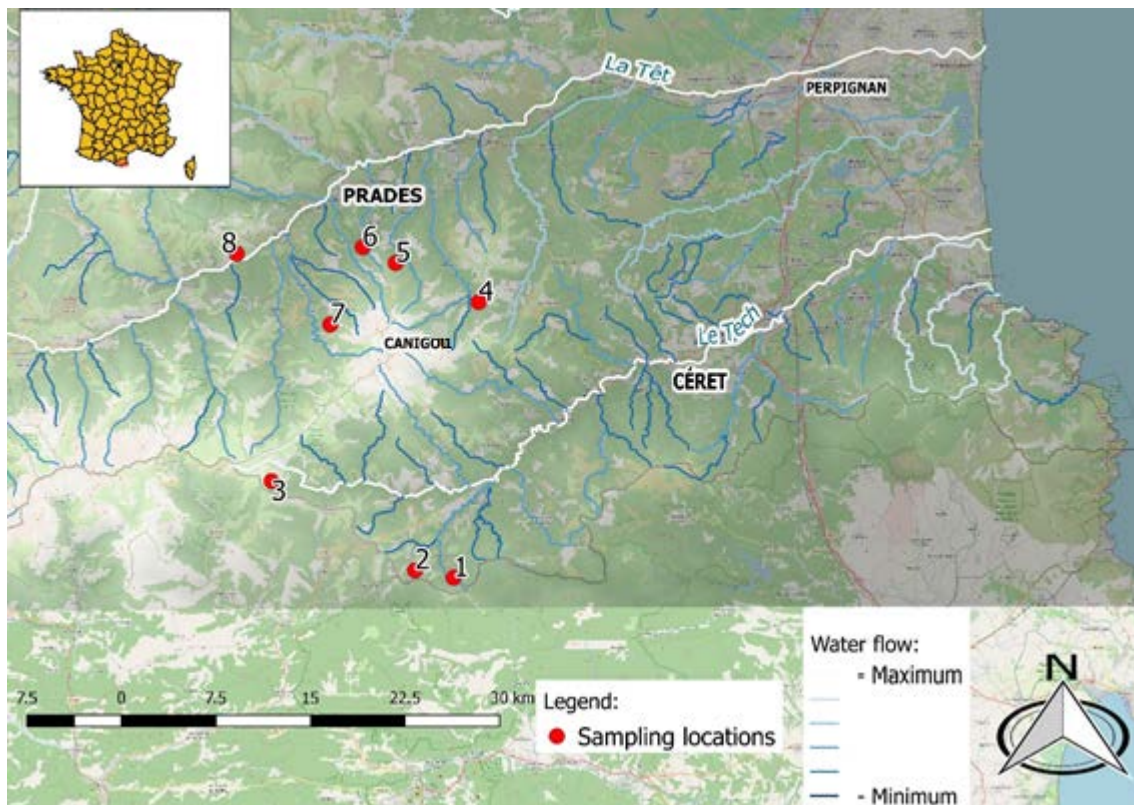 La Têt
PERPIGNAN
PRADES
8
6
5
4
7
CANIGOU
Le Tech
CÉRET
3
2
1
7.5 0 7.5 15 22.5 30 km
Legend:
Sampling locations
Water flow:
- Maximum
- Minimum
N